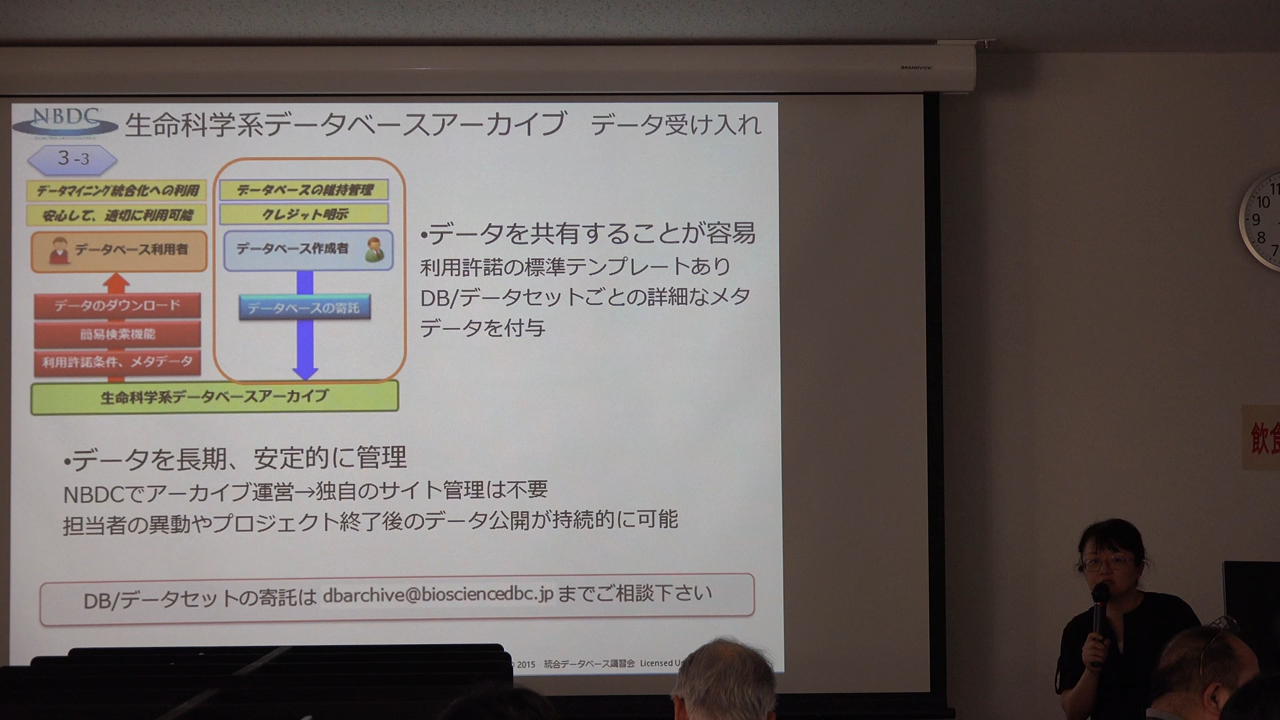 BRANDVIEW
NBDC
生命科学系データベースアーカイブ データ受け入れ
3-3
データマイニング統合化への利用
安心して、適切に利用可能
データベース利用者
データのダウンロード
簡易検索機能
利用許諾条件、メタデータ
データベースの維持管理
クレジット明示
データベース作成者
データベースの寄託
生命科学系データベースアーカイブ
•データを共有することが容易
利用許諾の標準テンプレートあり
DB/データセットごとの詳細なメタ
データを付与
•データを長期、安定的に管理
NBDCでアーカイブ運営→独自のサイト管理は不要
担当者の異動やプロジェクト終了後のデータ公開が持続的に可能
DB/データセットの寄託は dbarchive@biosciencedbc.jp までご相談下さい
2015 統合データベース講習会 Licensed
11
10
9
8
7
飲食